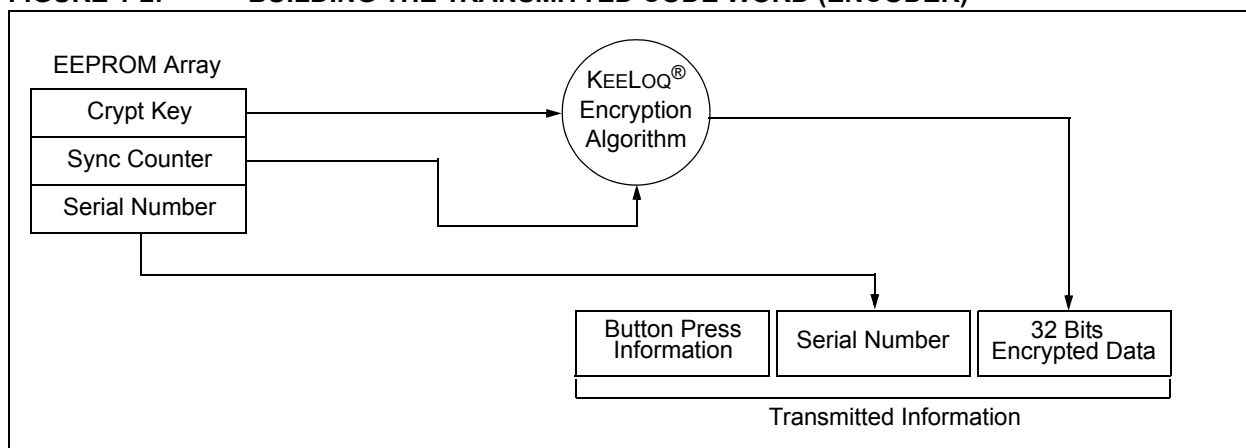 FIGURE 1-2: BUILDING THE TRANSMITTED CODE WORD (ENCODER)
EEPROM Array
Crypt Key
Sync Counter
Serial Number
KEELOQ®
Encryption
Algorithm
Button Press
Information
Serial Number
32 Bits
Encrypted Data
Transmitted Information